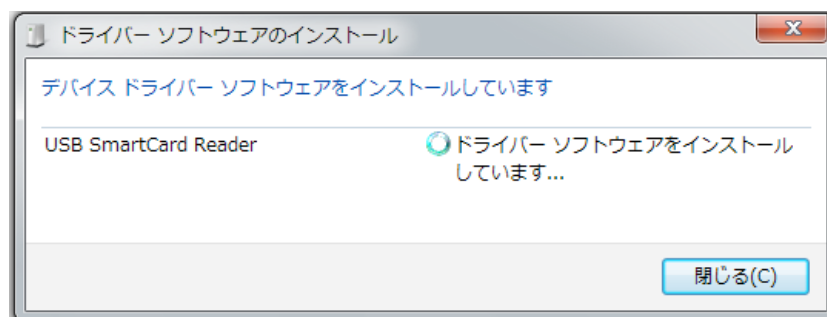 ドライバー ソフトウェアのインストール
デバイス ドライバー ソフトウェアをインストールしています
USB SmartCard Reader
ドライバー ソフトウェアをインストール
しています...
閉じる(C)